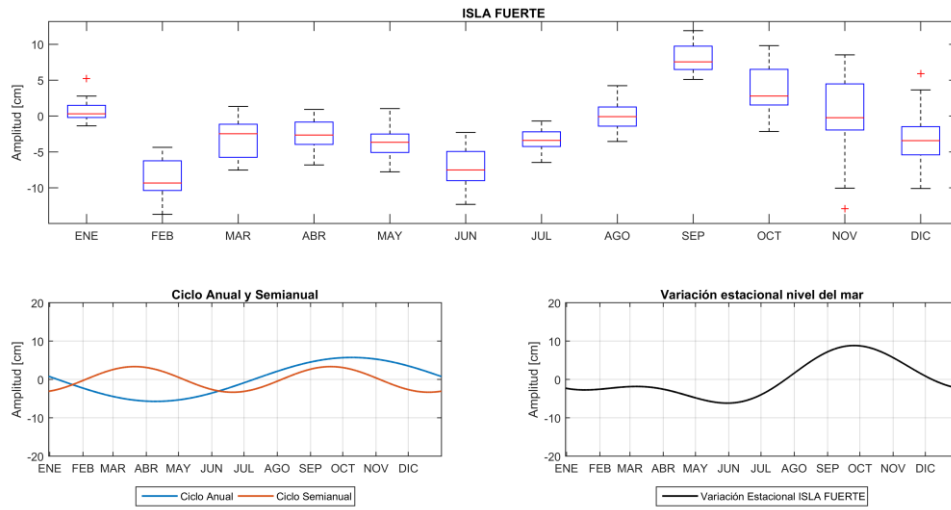 ISLA FUERTE
Amplitud [cm]
10
5
0
-5
-10
ENE FEB MAR ABR MAY JUN JUL AGO SEP OCT NOV DIC
Ciclo Anual y Semianual
Amplitud [cm]
20
10
0
-10
-20
ENE FEB MAR ABR MAY JUN JUL AGO SEP OCT NOV DIC
Ciclo Anual Ciclo Semianual
Variación estacional nivel del mar
Amplitud [cm]
20
10
0
-10
-20
ENE FEB MAR ABR MAY JUN JUL AGO SEP OCT NOV DIC
Variación Estacional ISLA FUERTE